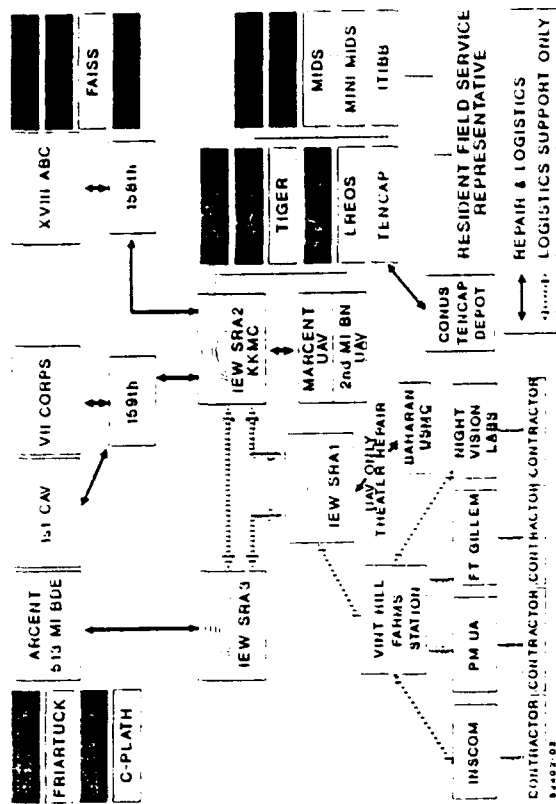 FRIARTUCK
C-PLATH
ARCENT
513 MI BDE
1st CAV
VII CORPS
XVIII ABC
FAISS
159th
158th
IEW SRA3
IEW SRA2
KKMC
TIGER
LREOS
TENCAP
MIDS
MINI MIDS
ITIBB
MARCENT
UAV
2nd MI BN
UAV
IEW SRA1
UAV ONLY
THEATER REPAIR
DAHARAN
USMC
CONUS
TENCAP
DEPOT
RESIDENT FIELD SERVICE
REPRESENTATIVE
VINT HILL
FARMS
STATION
INSCOM
PM UA
FT GILLEM
NIGHT
VISION
LABS
CONTRACTOR
CONTRACTOR
CONTRACTOR
CONTRACTOR
REPAIR & LOGISTICS
LOGISTICS SUPPORT ONLY